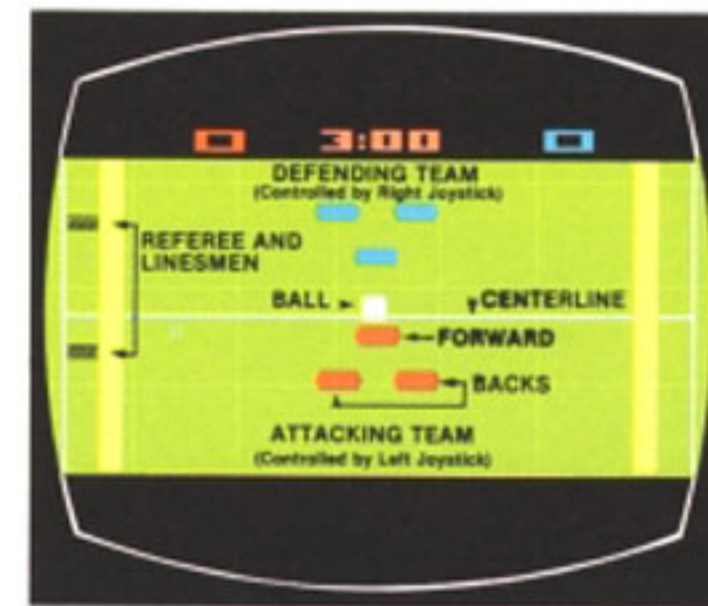 0 3:00 0
DEFENDING TEAM
(Controlled by Right Joystick)
REFEREE AND
LINESMEN
BALL
CENTERLINE
FORWARD
BACKS
ATTACKING TEAM
(Controlled by Left Joystick)